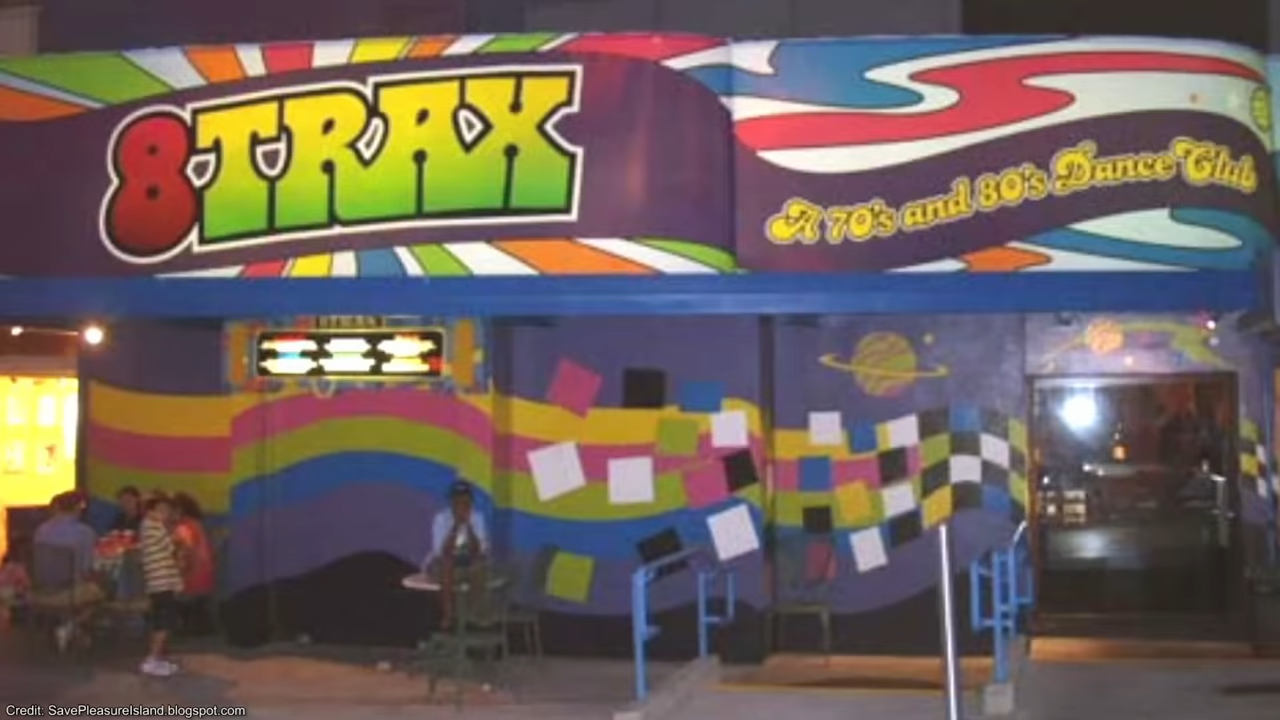 8TRAX
A 70's and 80's Dance Club
Credit: SavePleasureIsland.blogspot.com